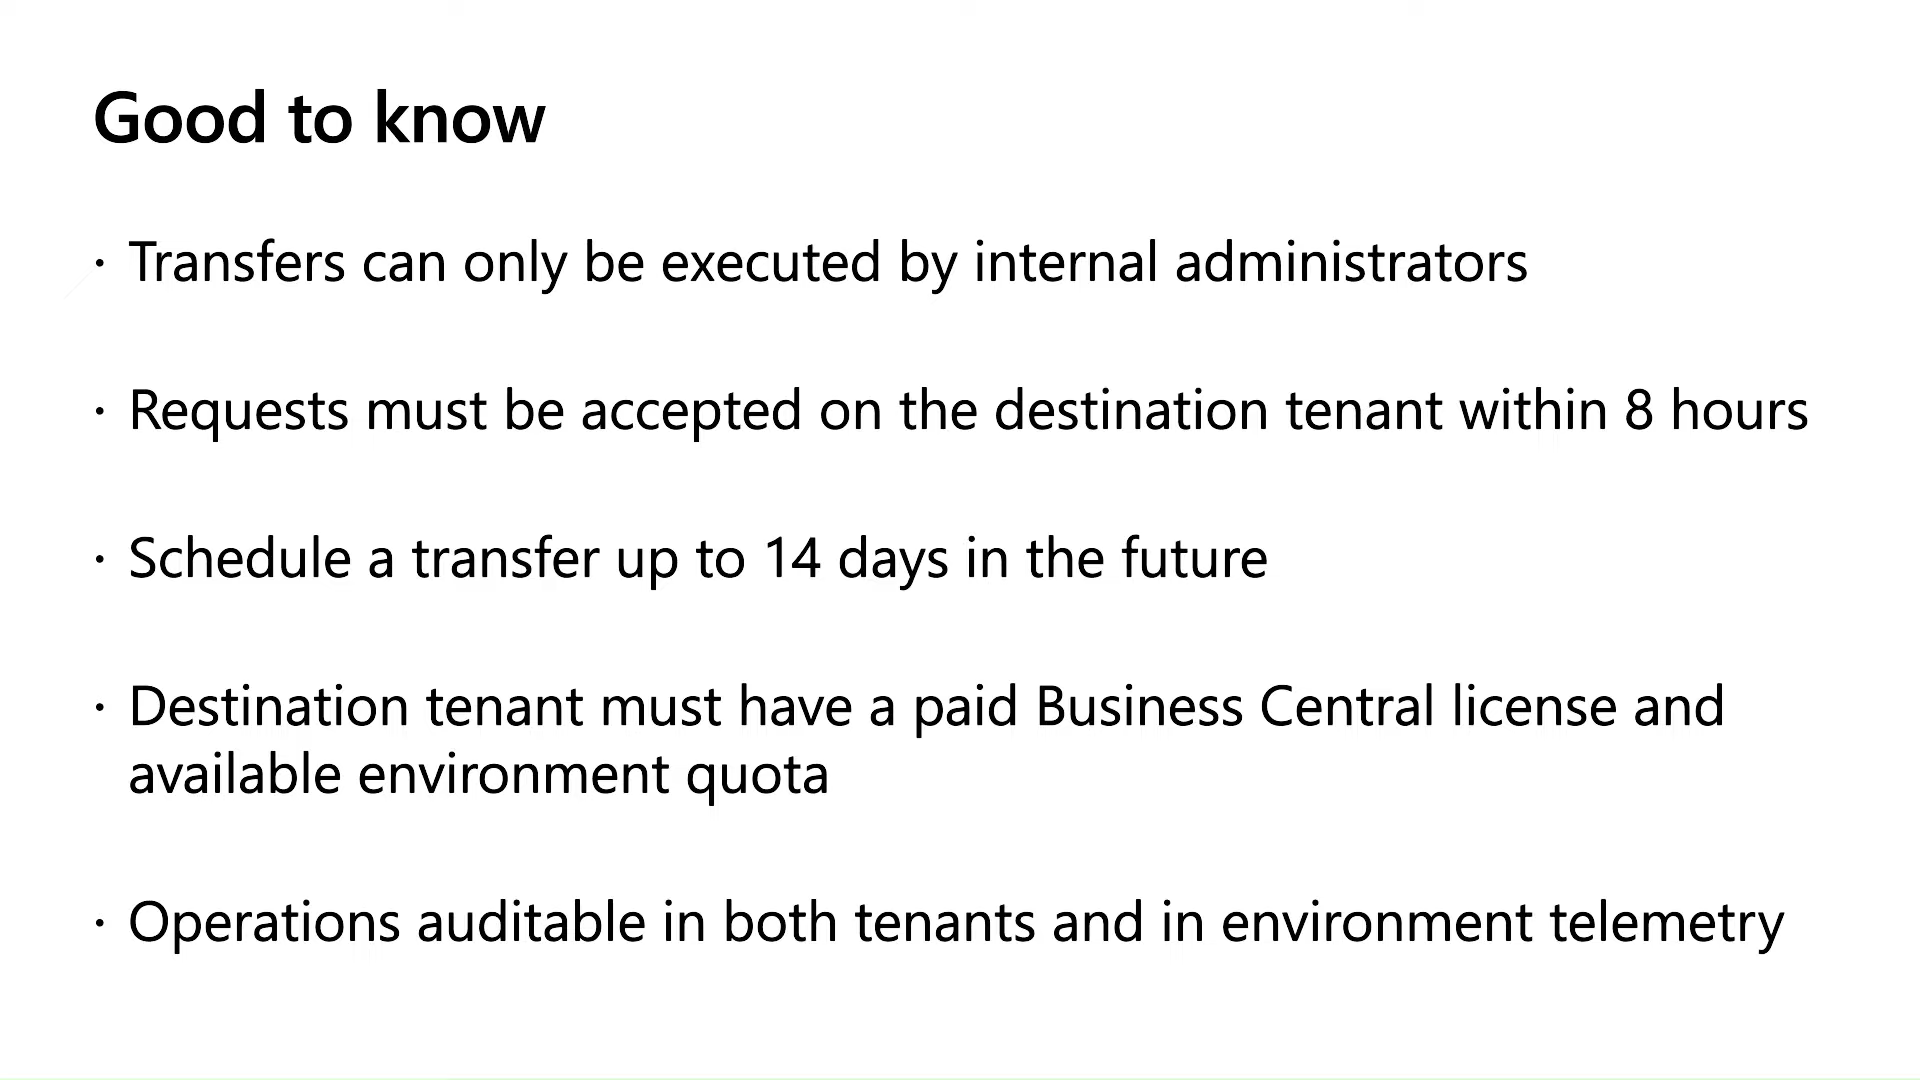 Good to know
· Transfers can only be executed by internal administrators
· Requests must be accepted on the destination tenant within 8 hours
· Schedule a transfer up to 14 days in the future
· Destination tenant must have a paid Business Central license and
available environment quota
· Operations auditable in both tenants and in environment telemetry